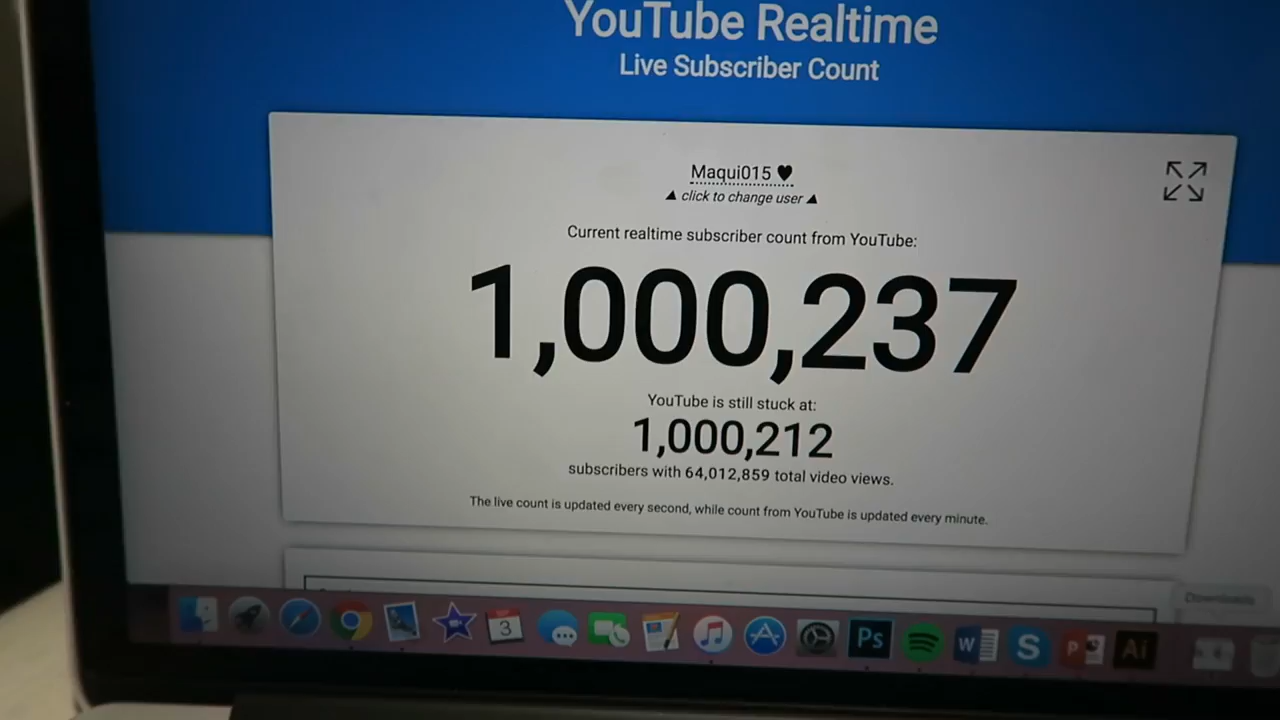 YouTube Realtime
Live Subscriber Count
Maqui015 ♥
▲ click to change user ▲
Current realtime subscriber count from YouTube:
1,000,237
YouTube is still stuck at:
1,000,212
subscribers with 64,012,859 total video views.
The live count is updated every second, while count from YouTube is updated every minute.
Downloads
3
Ps
W
S
P
Ai